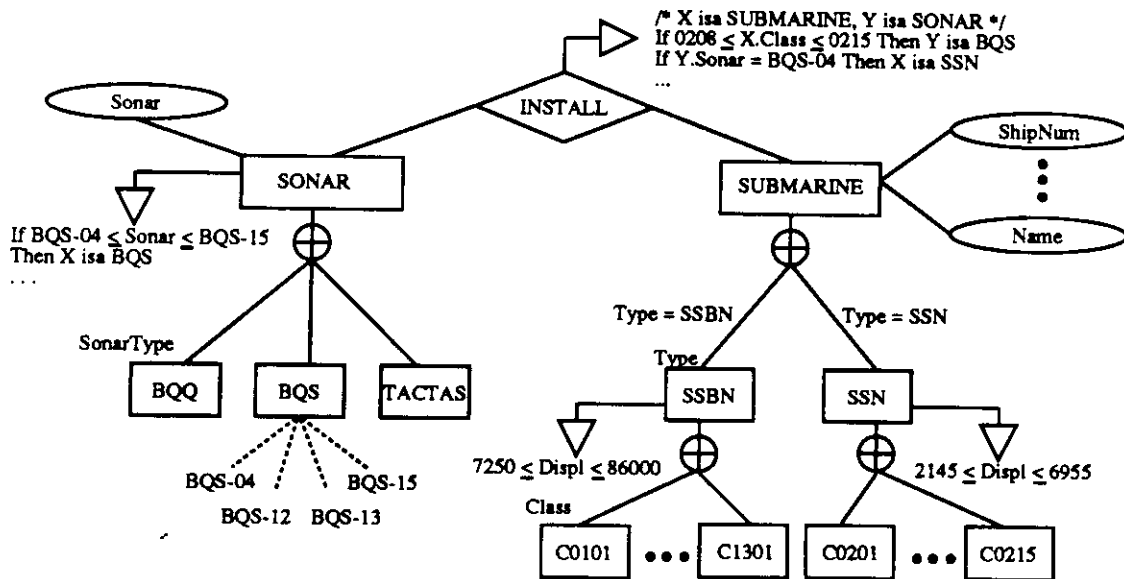 /* X isa SUBMARINE, Y isa SONAR */
If 0208 ≤ X.Class ≤ 0215 Then Y isa BQS
If Y.Sonar = BQS-04 Then X isa SSN
...
Sonar
INSTALL
ShipNum
SONAR
SUBMARINE
If BQS-04 ≤ Sonar ≤ BQS-15
Then X isa BQS
. . .
Name
Type = SSBN
Type = SSN
SonarType
Type
BQQ
BQS
TACTAS
SSBN
SSN
7250 ≤ Displ ≤ 86000
2145 ≤ Displ ≤ 6955
BQS-04
BQS-15
BQS-12
BQS-13
Class
C0101
C1301
C0201
C0215